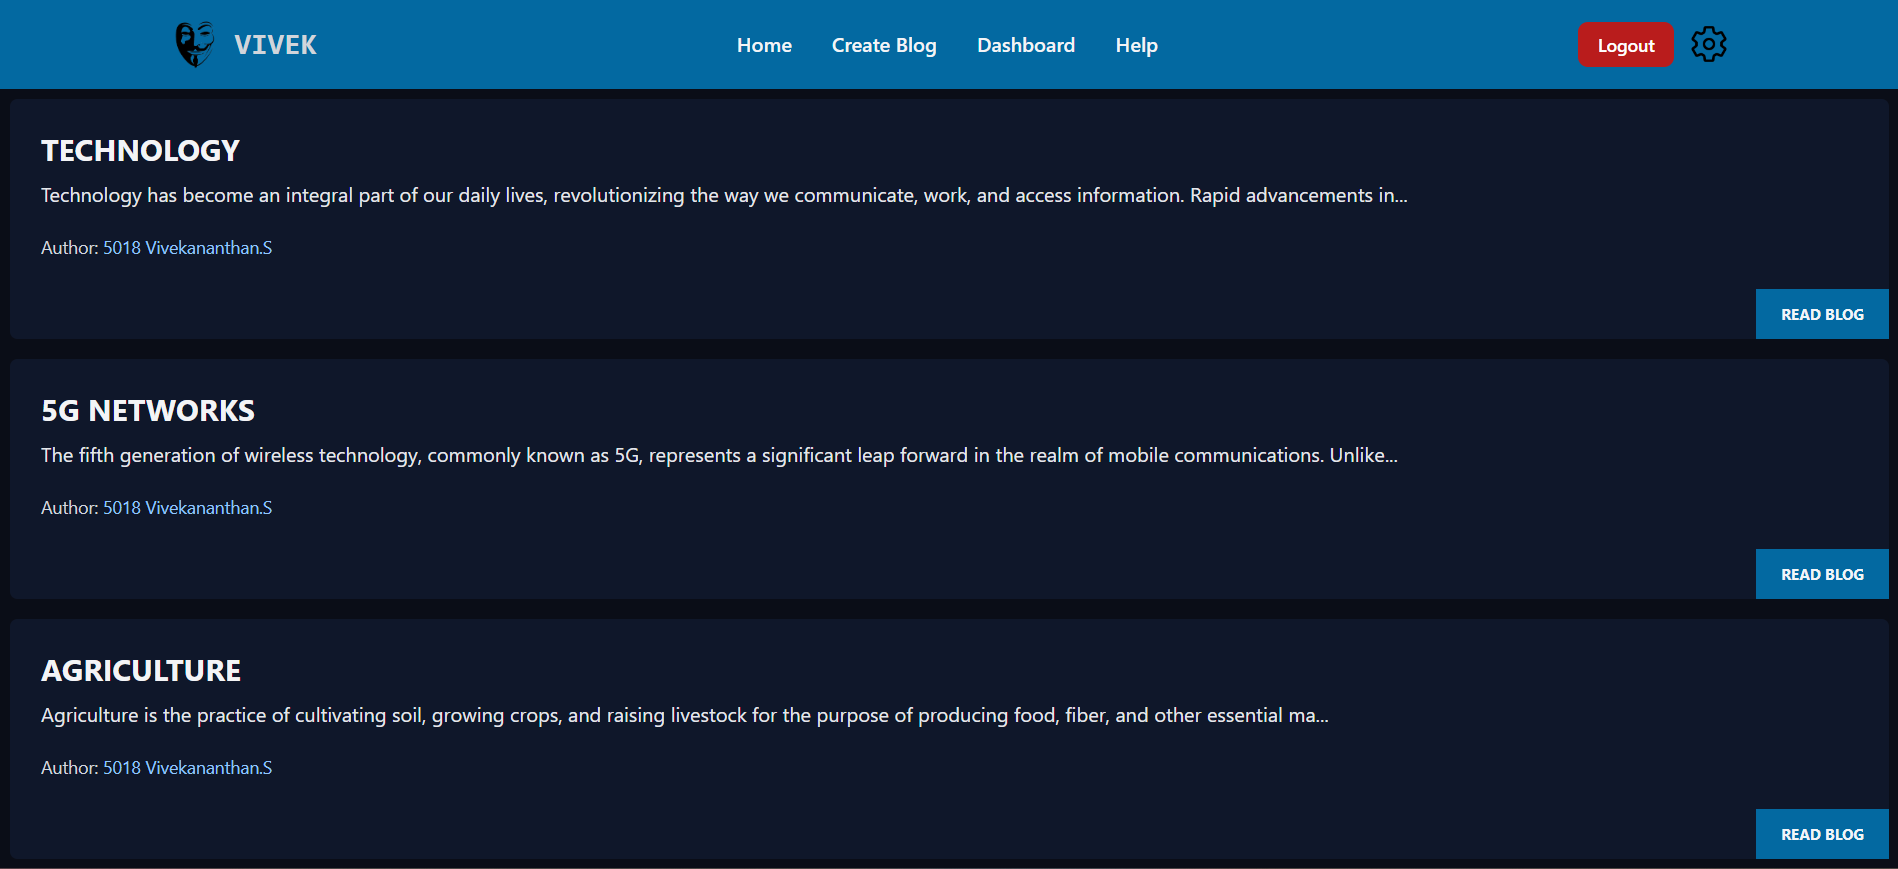 VIVEK
Home
Create Blog
Dashboard
Help
Logout
TECHNOLOGY
Technology has become an integral part of our daily lives, revolutionizing the way we communicate, work, and access information. Rapid advancements in...
Author: 5018 Vivekananthan.S
READ BLOG
5G NETWORKS
The fifth generation of wireless technology, commonly known as 5G, represents a significant leap forward in the realm of mobile communications. Unlike...
Author: 5018 Vivekananthan.S
READ BLOG
AGRICULTURE
Agriculture is the practice of cultivating soil, growing crops, and raising livestock for the purpose of producing food, fiber, and other essential ma...
Author: 5018 Vivekananthan.S
READ BLOG